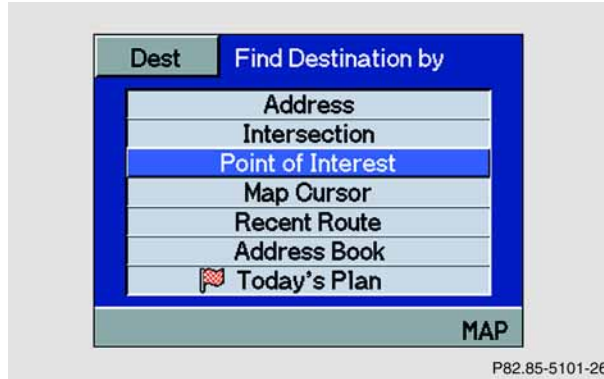 Dest Find Destination by
Address
Intersection
Point of Interest
Map Cursor
Recent Route
Address Book
Today's Plan
MAP
P82.85-5101-26